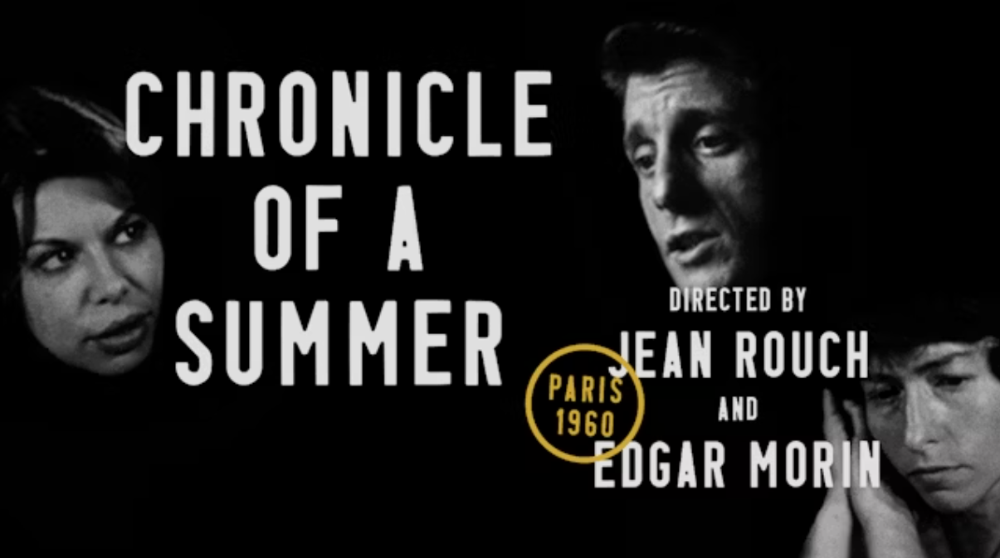 CHRONICLE
OF A
SUMMER
DIRECTED BY
JEAN ROUCH
AND
EDGAR MORIN
PARIS
1960